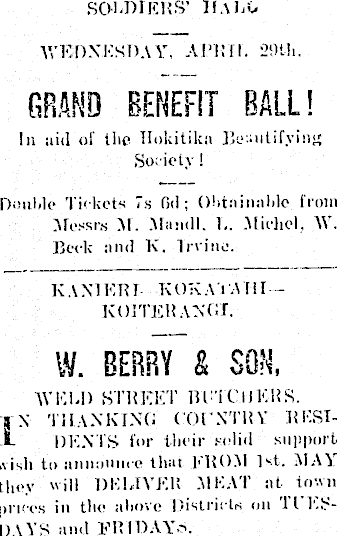 SOLDIERS' HALL
WEDNESDAY, APRIL 29th.
GRAND BENEFIT BALL!
In aid of the Hokitika Beautifying
Society!
Double Tickets 7s 6d; Obtainable from
Messrs M. Mandl, L. Michel, W.
Beck and K. Irvine.
KANIERI—KOKATAHI—
KOITERANGI.
W. BERRY & SON,
WELD STREET BUTCHERS.
IN THANKING COUNTRY RESI-
DENTS for their solid support
wish to announce that FROM 1st. MAY
they will DELIVER MEAT at town
prices in the above Districts on TUES-
DAYS and FRIDAYS.